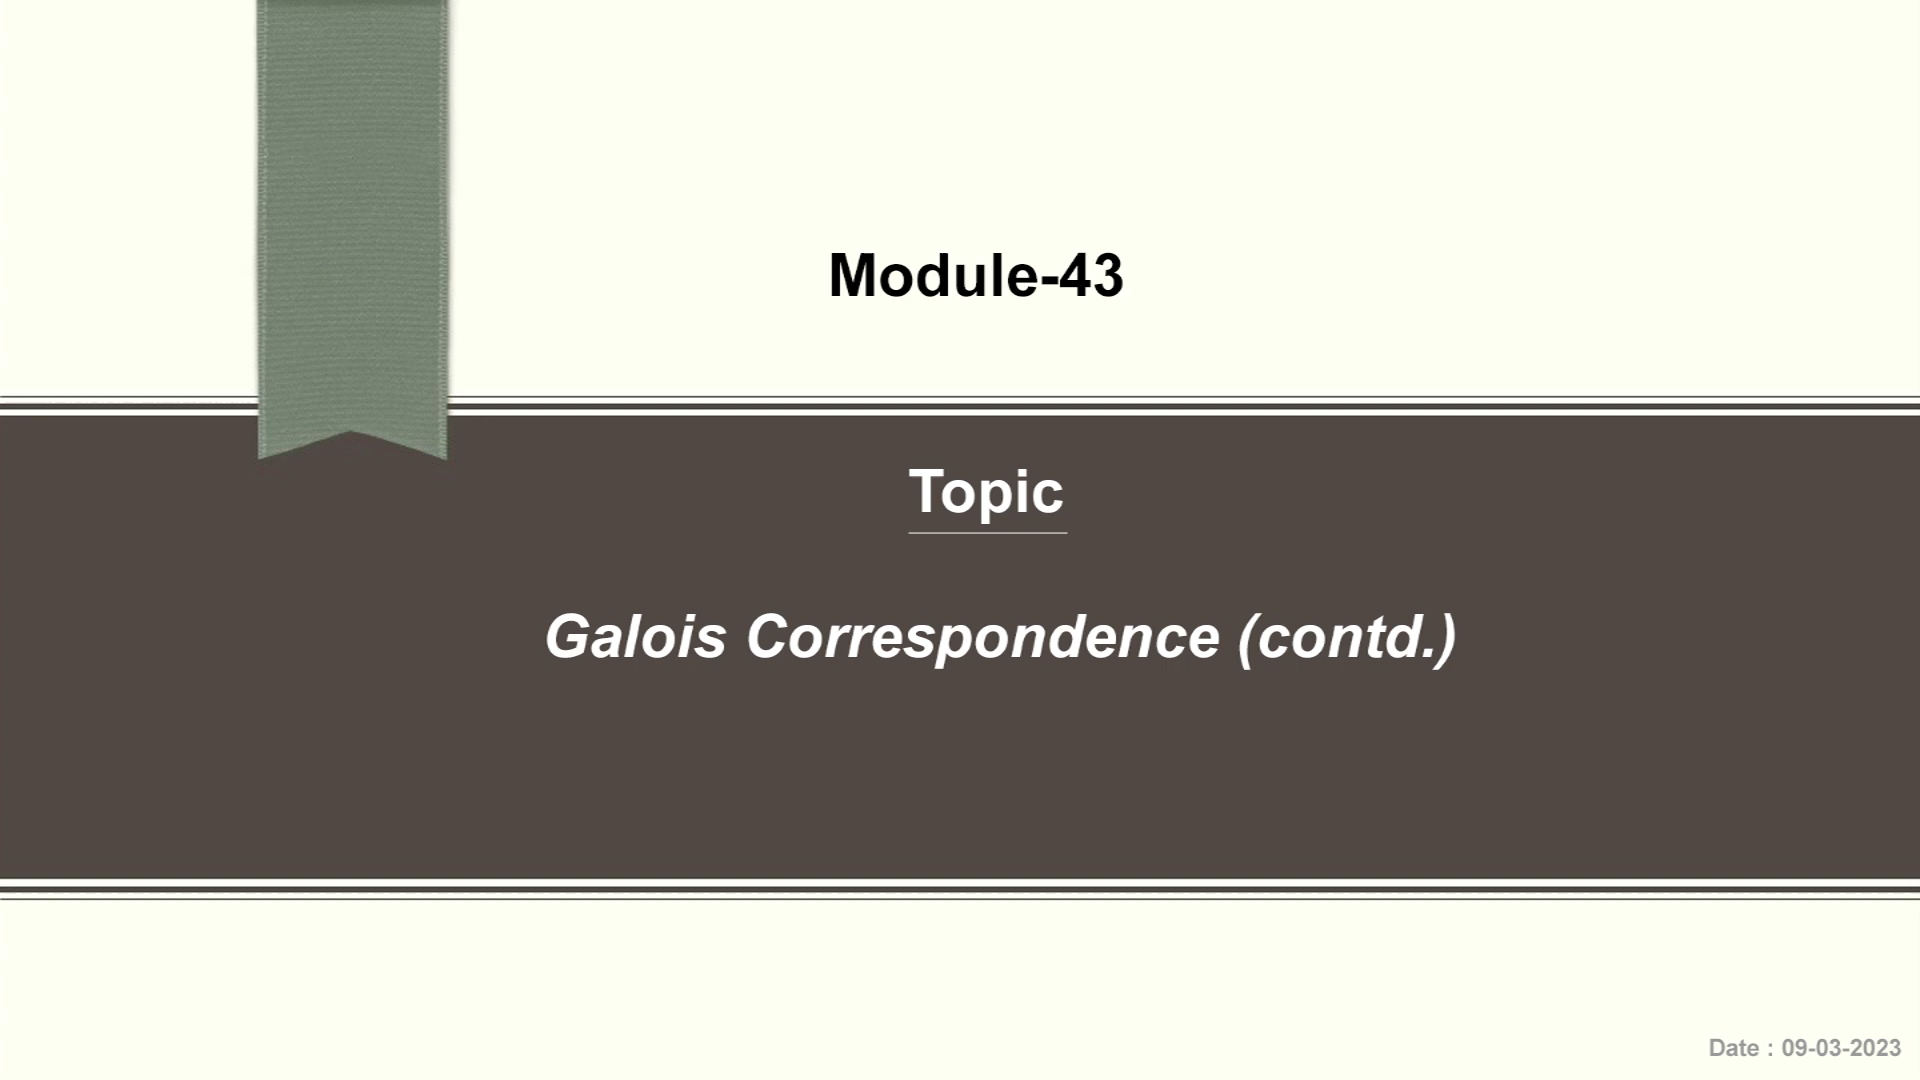 Module-43
Topic
Galois Correspondence (contd.)
Date : 09-03-2023